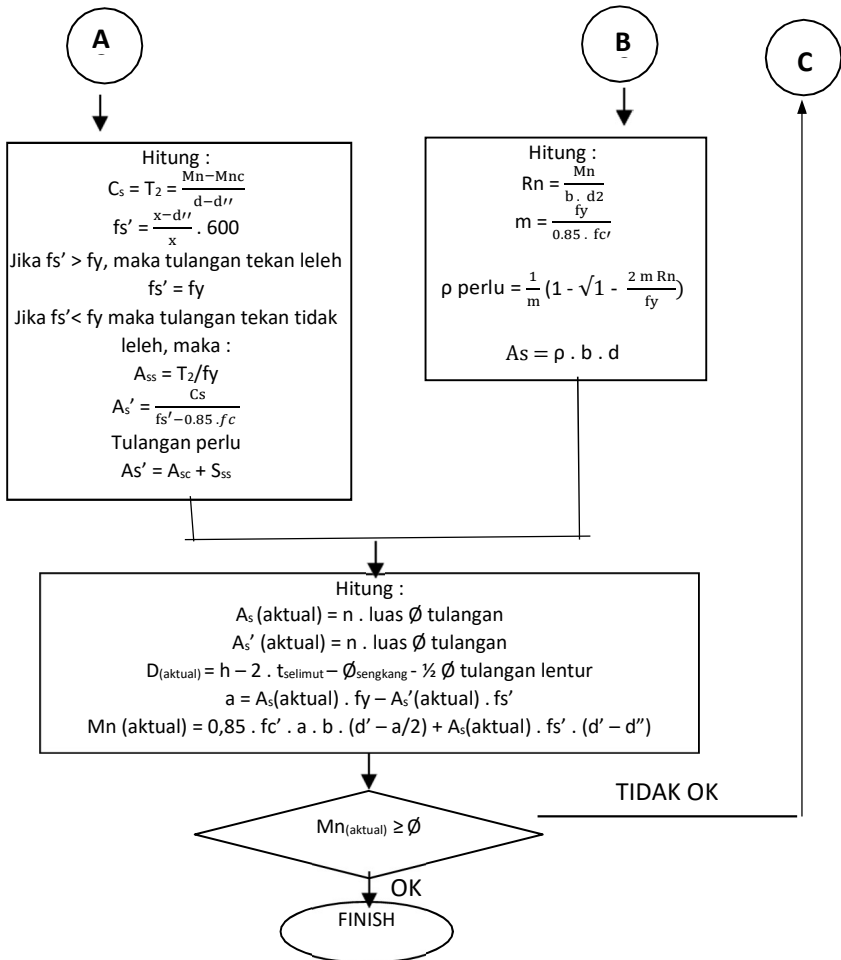 A
B
C
Hitung :
Cₛ = T₂ = Mn−Mnc / d−d′′
fs’ = x−d′′ / x . 600
Jika fs’ > fy, maka tulangan tekan leleh
fs’ = fy
Jika fs’< fy maka tulangan tekan tidak
leleh, maka :
Aₛₛ = T₂/fy
Aₛ’ = Cs / fs′−0.85 .fc
Tulangan perlu
As’ = Aₛc + Sₛₛ
Hitung :
Rn = Mn / b . d2
m = fy / 0.85 . fc′
ρ perlu = 1 / m (1 - √1 - 2 m Rn / fy)
As = ρ . b . d
Hitung :
Aₛ (aktual) = n . luas Ø tulangan
Aₛ’ (aktual) = n . luas Ø tulangan
D(aktual) = h – 2 . tselimut – Øsengkang - ½ Ø tulangan lentur
a = Aₛ(aktual) . fy – Aₛ’(aktual) . fs’
Mn (aktual) = 0,85 . fc’ . a . b . (d’ – a/2) + Aₛ(aktual) . fs’ . (d’ – d”)
TIDAK OK
Mn(aktual) ≥ Ø
OK
FINISH